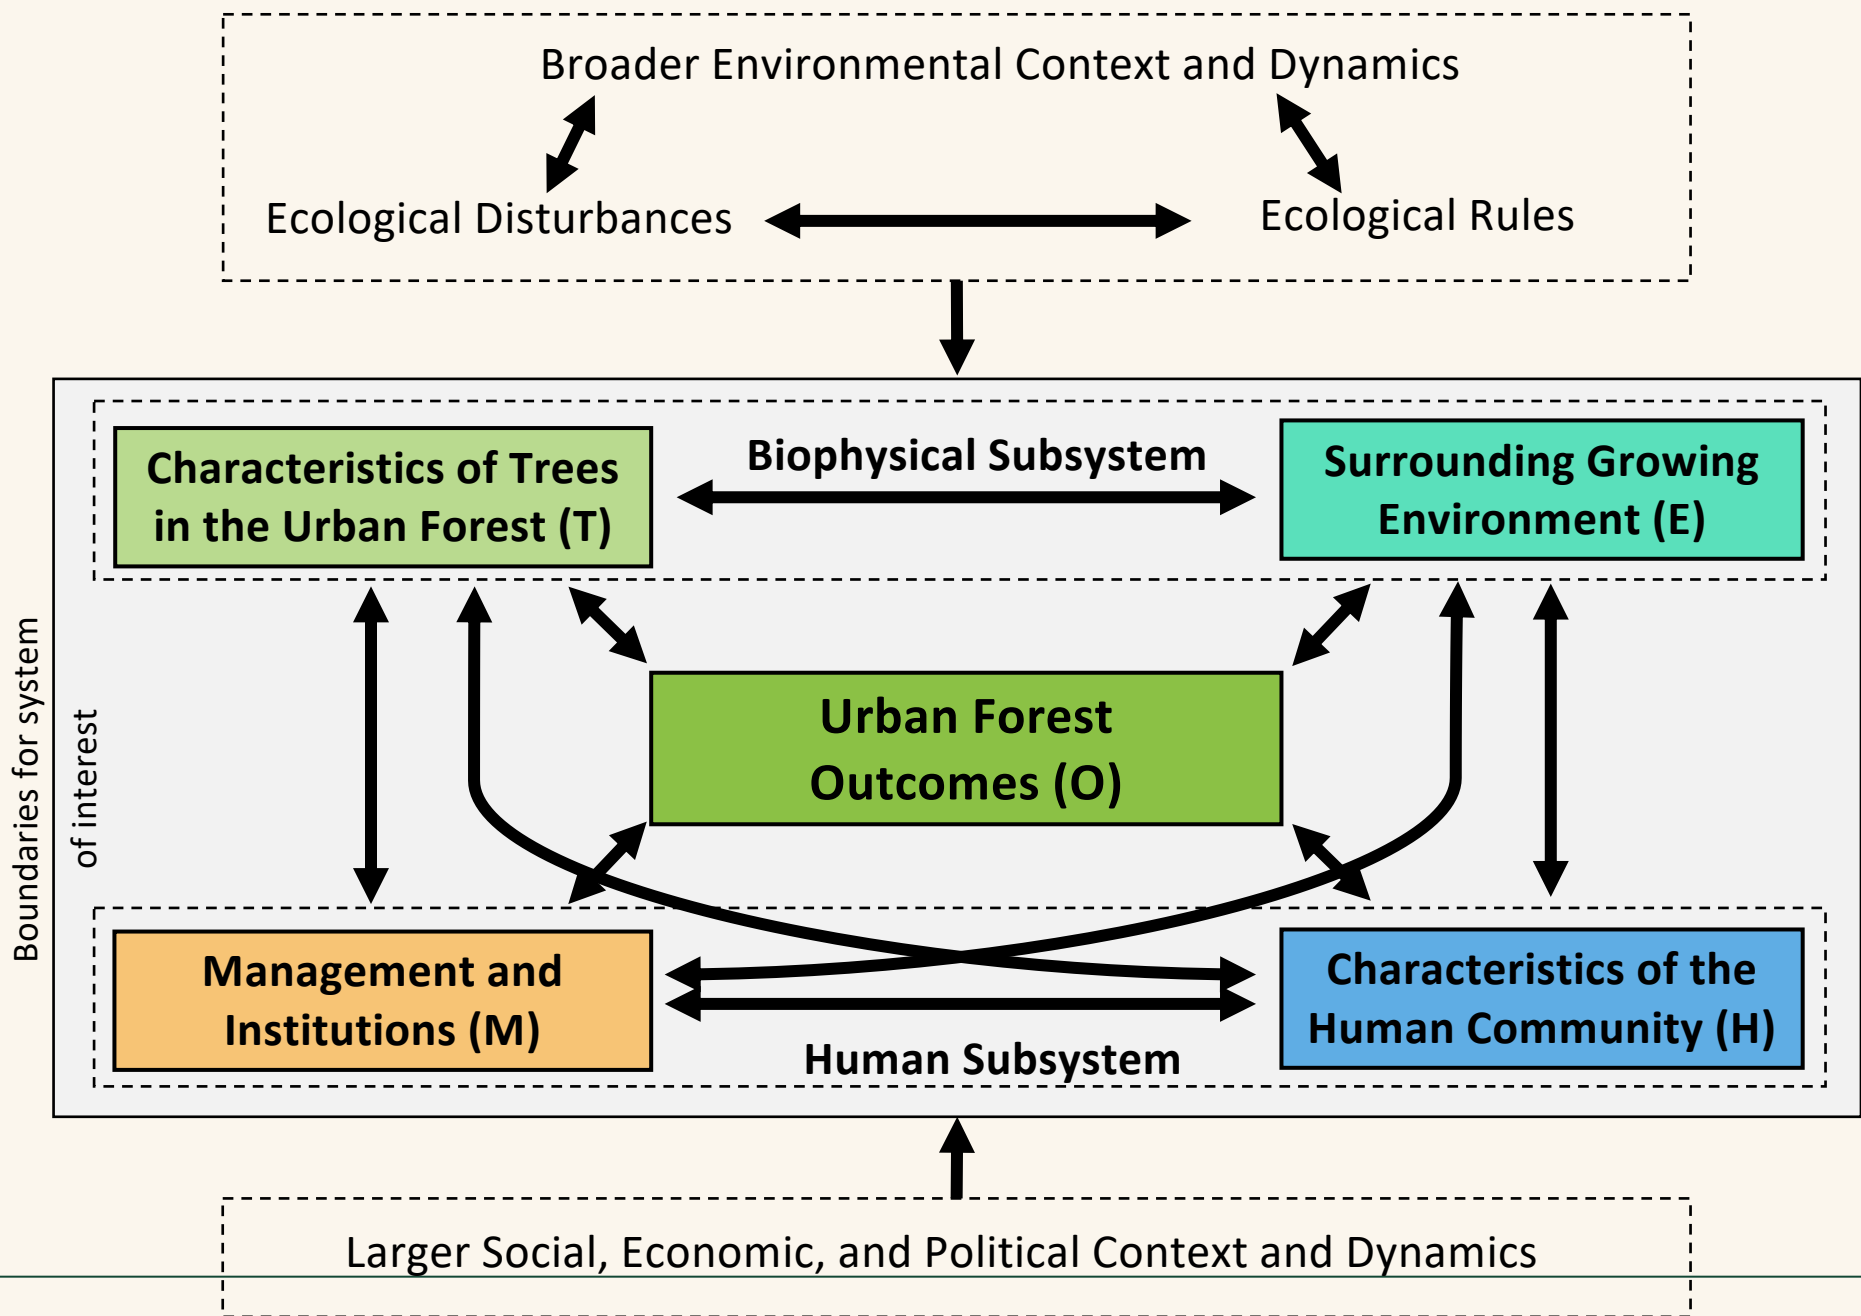 Broader Environmental Context and Dynamics
Ecological Disturbances
Ecological Rules
Biophysical Subsystem
Characteristics of Trees
in the Urban Forest (T)
Surrounding Growing
Environment (E)
Boundaries for system
of interest
Urban Forest
Outcomes (O)
Management and
Institutions (M)
Characteristics of the
Human Community (H)
Human Subsystem
Larger Social, Economic, and Political Context and Dynamics